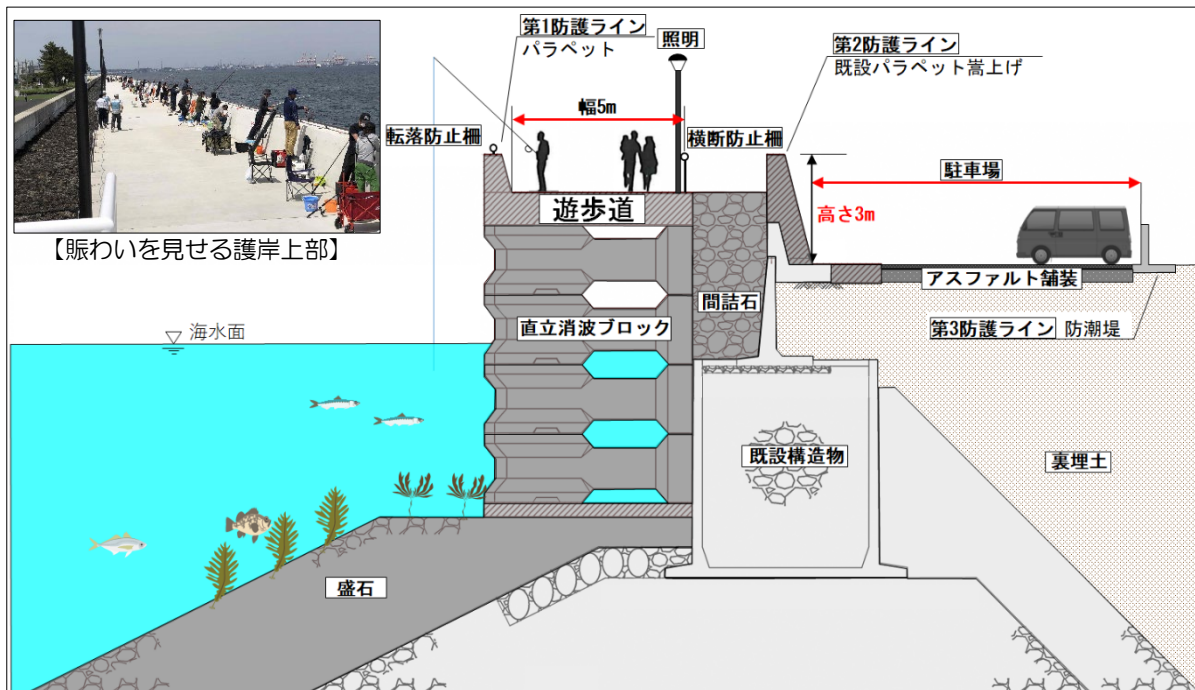 第1防護ライン
パラペット
照明
第2防護ライン
既設パラペット嵩上げ
幅5m
転落防止柵
横断防止柵
駐車場
高さ3m
遊歩道
【賑わいを見せる護岸上部】
アスファルト舗装
間詰石
直立消波ブロック
海水面
第3防護ライン 防潮堤
既設構造物
裏埋土
盛石